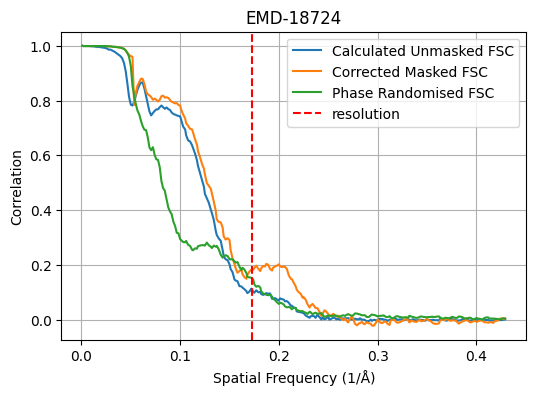 EMD-18724
1.0
0.8
0.6
0.4
0.2
0.0
Correlation
Calculated Unmasked FSC
Corrected Masked FSC
Phase Randomised FSC
resolution
0.0 0.1 0.2 0.3 0.4
Spatial Frequency (1/Å)